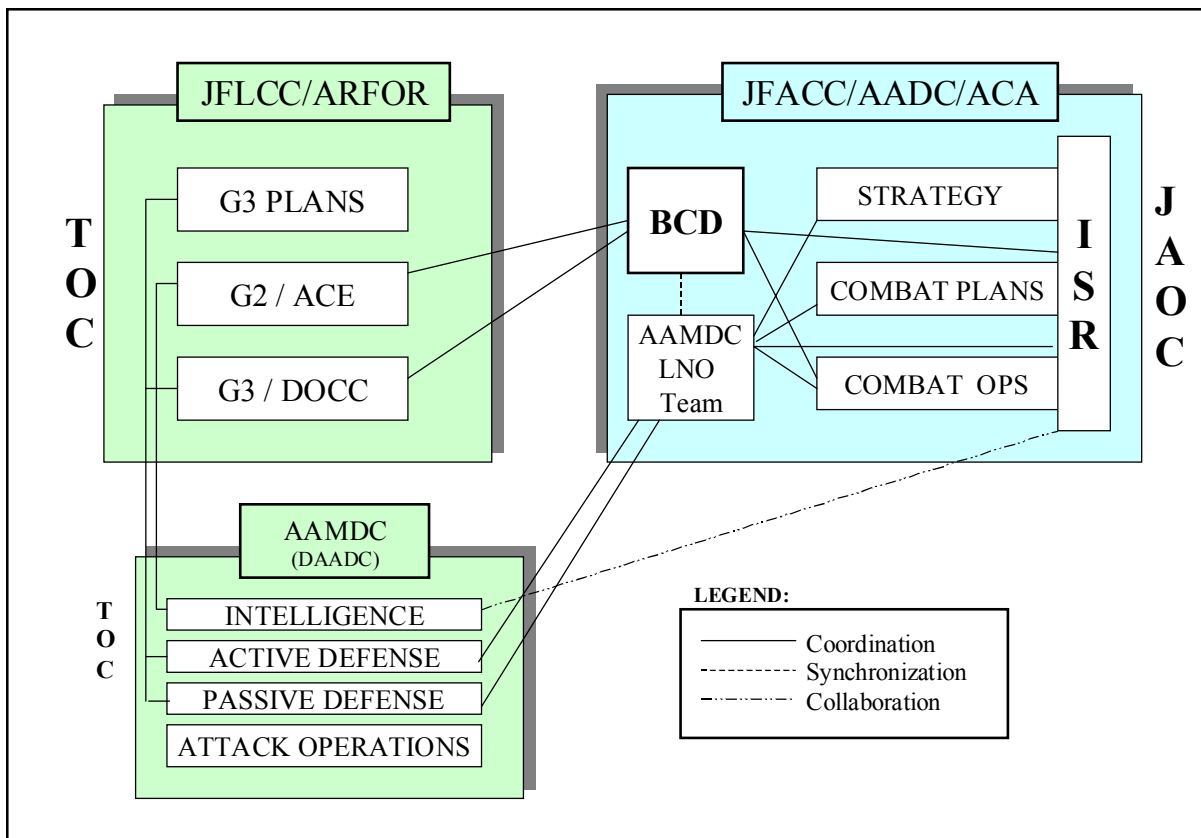 JFLCC/ARFOR
TOC
G3 PLANS
G2 / ACE
G3 / DOCC
JFACC/AADC/ACA
BCD
AAMDC
LNO
Team
STRATEGY
COMBAT PLANS
COMBAT OPS
ISR
JAOC
AAMDC
(DAADC)
TOC
INTELLIGENCE
ACTIVE DEFENSE
PASSIVE DEFENSE
ATTACK OPERATIONS
LEGEND:
Coordination
Synchronization
Collaboration